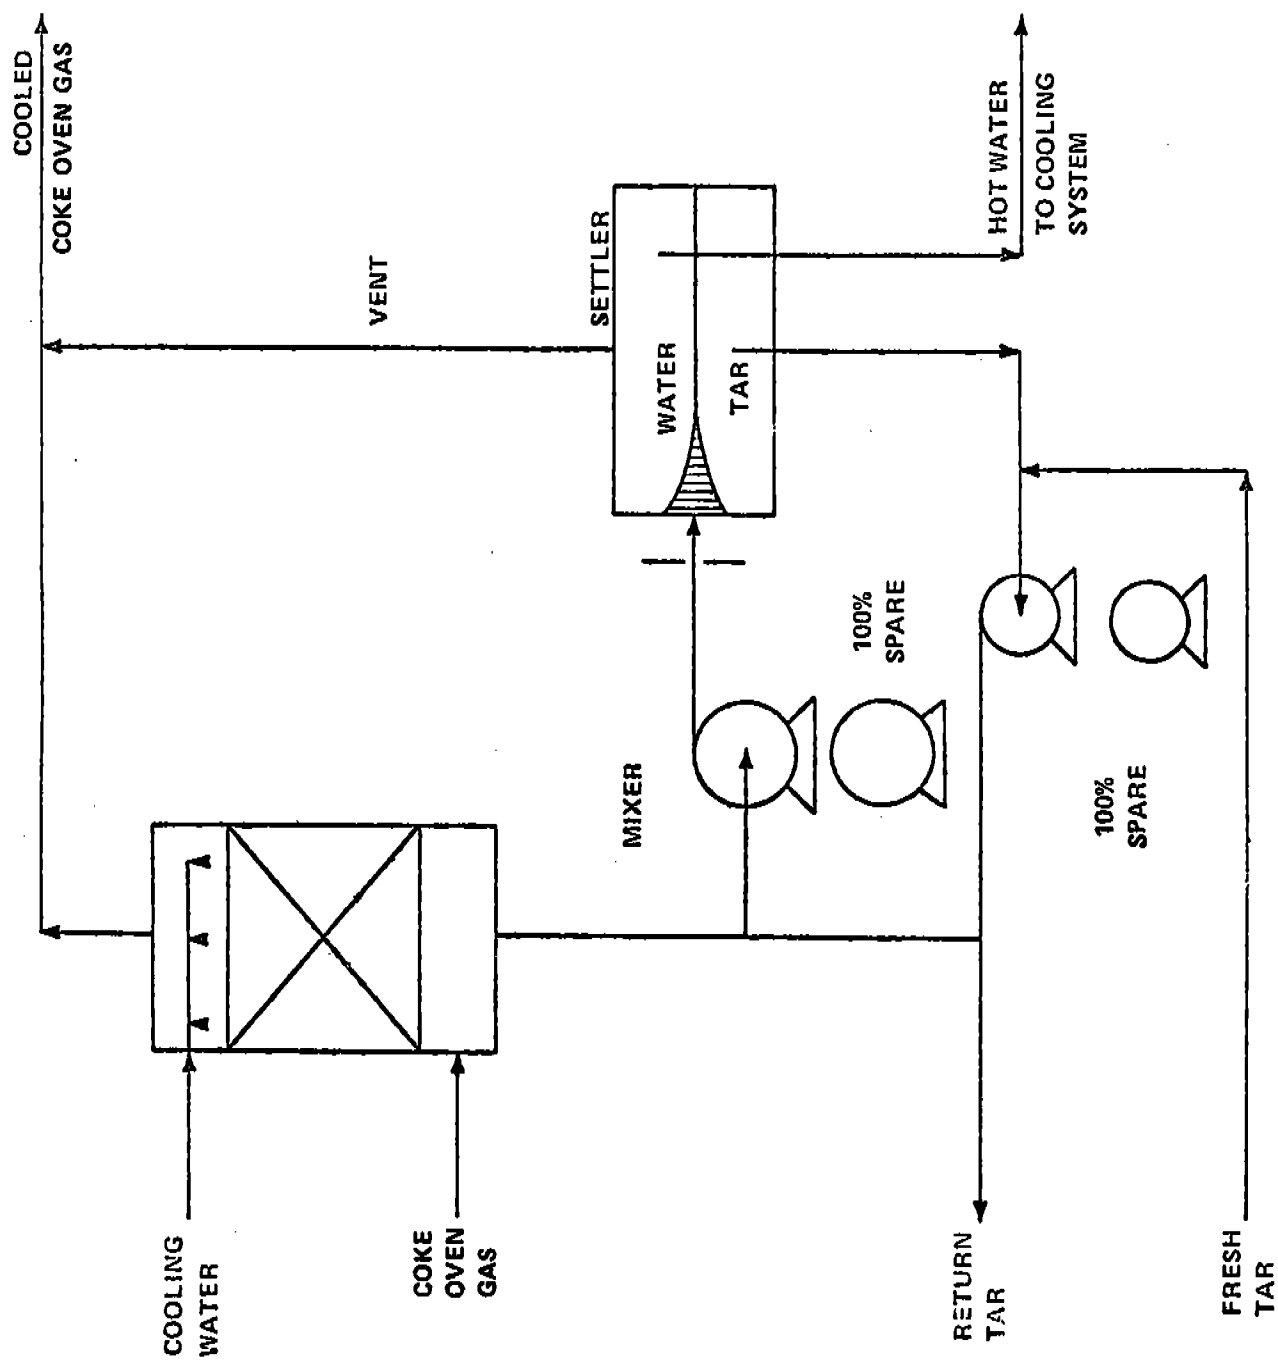 COOLED
COKE OVEN GAS
VENT
SETTLER
WATER
TAR
HOT WATER
TO COOLING
SYSTEM
MIXER
100%
SPARE
100%
SPARE
COOLING
WATER
COKE
OVEN
GAS
RETURN
TAR
FRESH
TAR